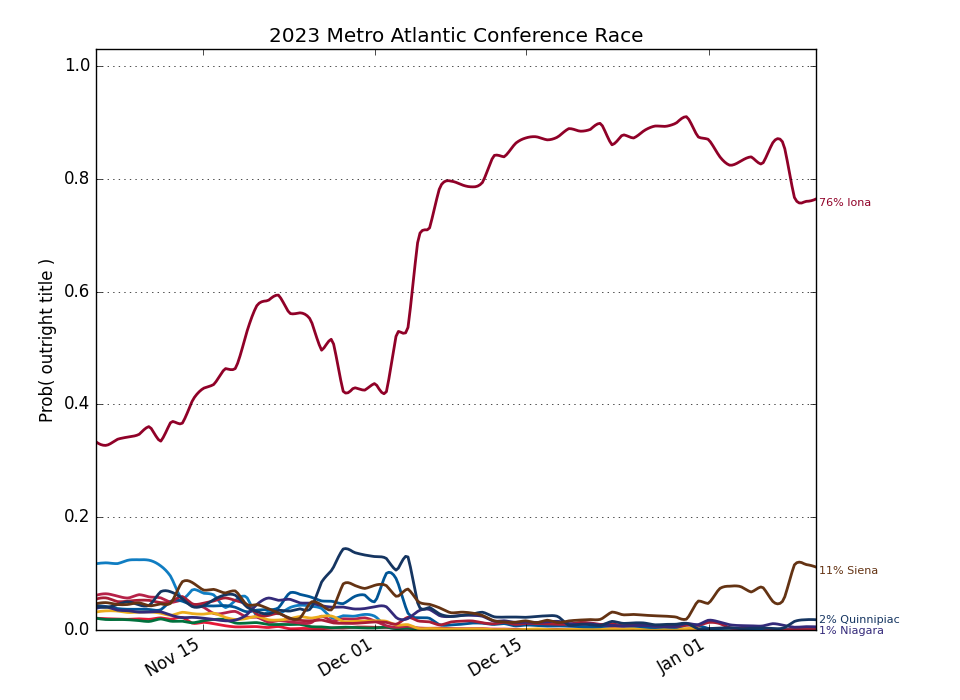 2023 Metro Atlantic Conference Race
Prob( outright title )
1.0
0.8
0.6
0.4
0.2
0.0
Nov 15
Dec 01
Dec 15
Jan 01
76% Iona
11% Siena
2% Quinnipiac
1% Niagara